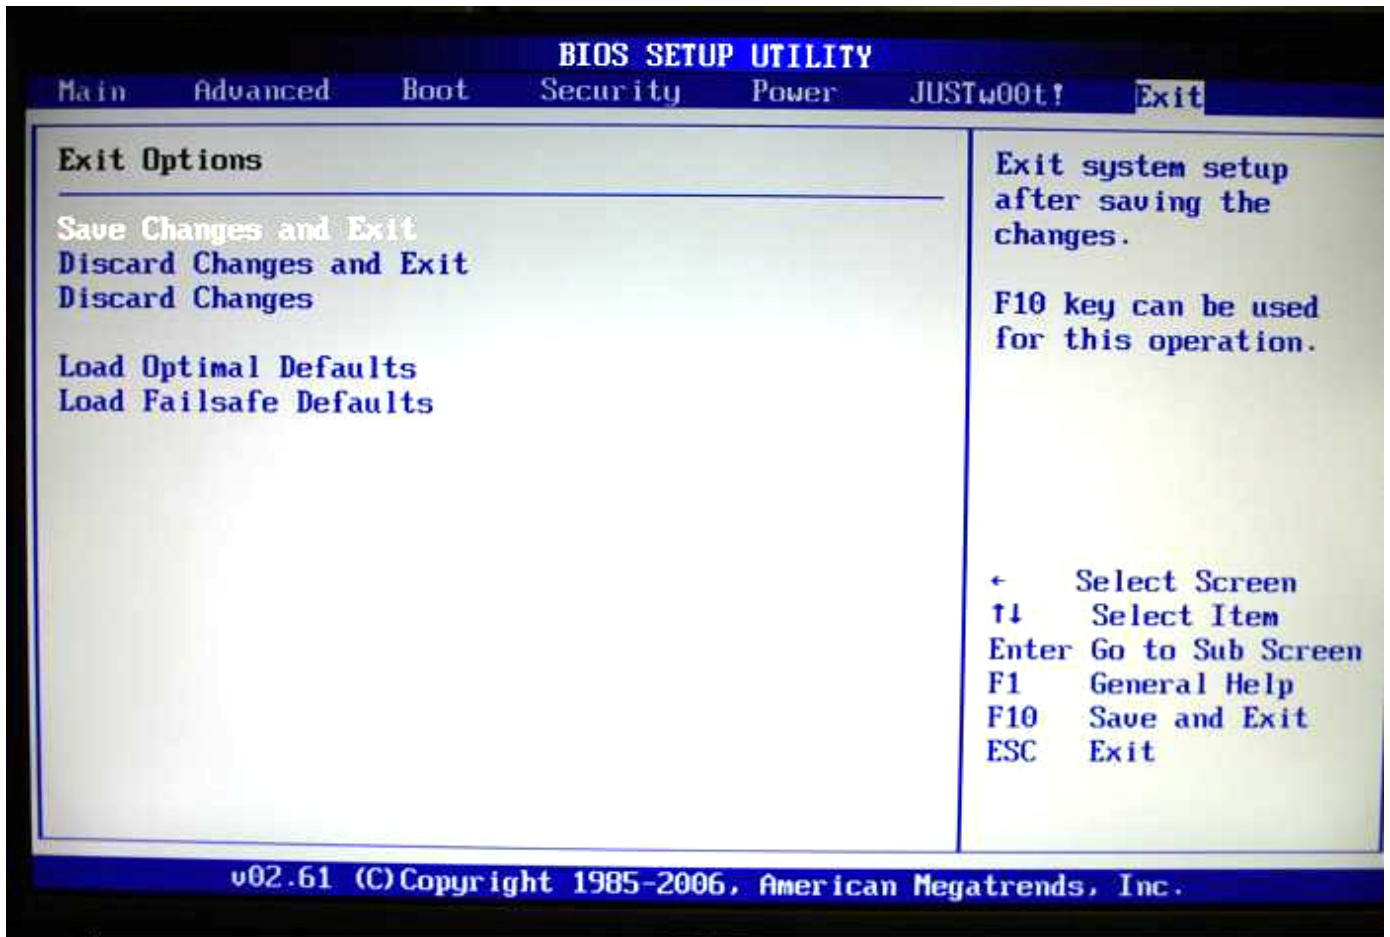 BIOS SETUP UTILITY
Main Advanced Boot Security Power JUSTw00t! Exit
Exit Options
Save Changes and Exit
Discard Changes and Exit
Discard Changes
Load Optimal Defaults
Load Failsafe Defaults
Exit system setup
after saving the
changes.
F10 key can be used
for this operation.
← Select Screen
↑↓ Select Item
Enter Go to Sub Screen
F1 General Help
F10 Save and Exit
ESC Exit
v02.61 (C)Copyright 1985-2006, American Megatrends, Inc.